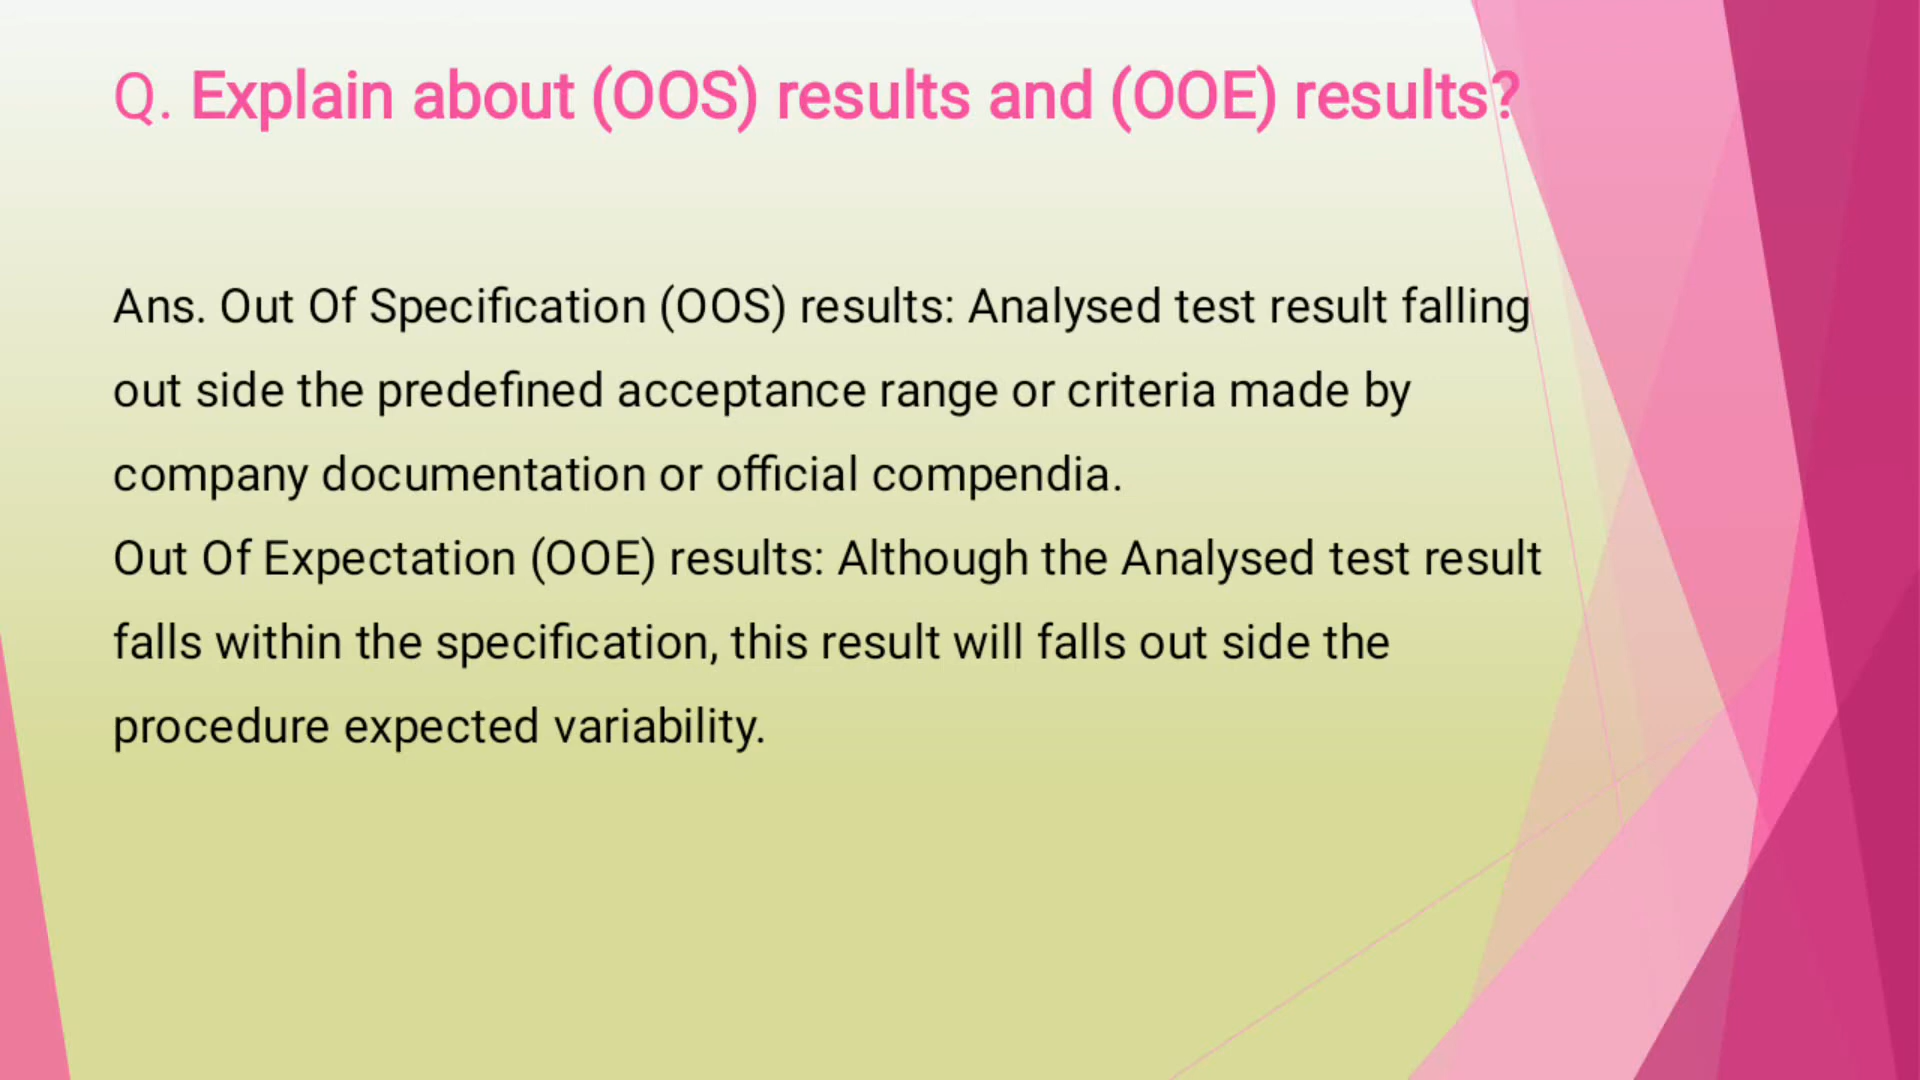 Q. Explain about (OOS) results and (OOE) results?
Ans. Out Of Specification (OOS) results: Analysed test result falling
out side the predefined acceptance range or criteria made by
company documentation or official compendia.
Out Of Expectation (OOE) results: Although the Analysed test result
falls within the specification, this result will falls out side the
procedure expected variability.